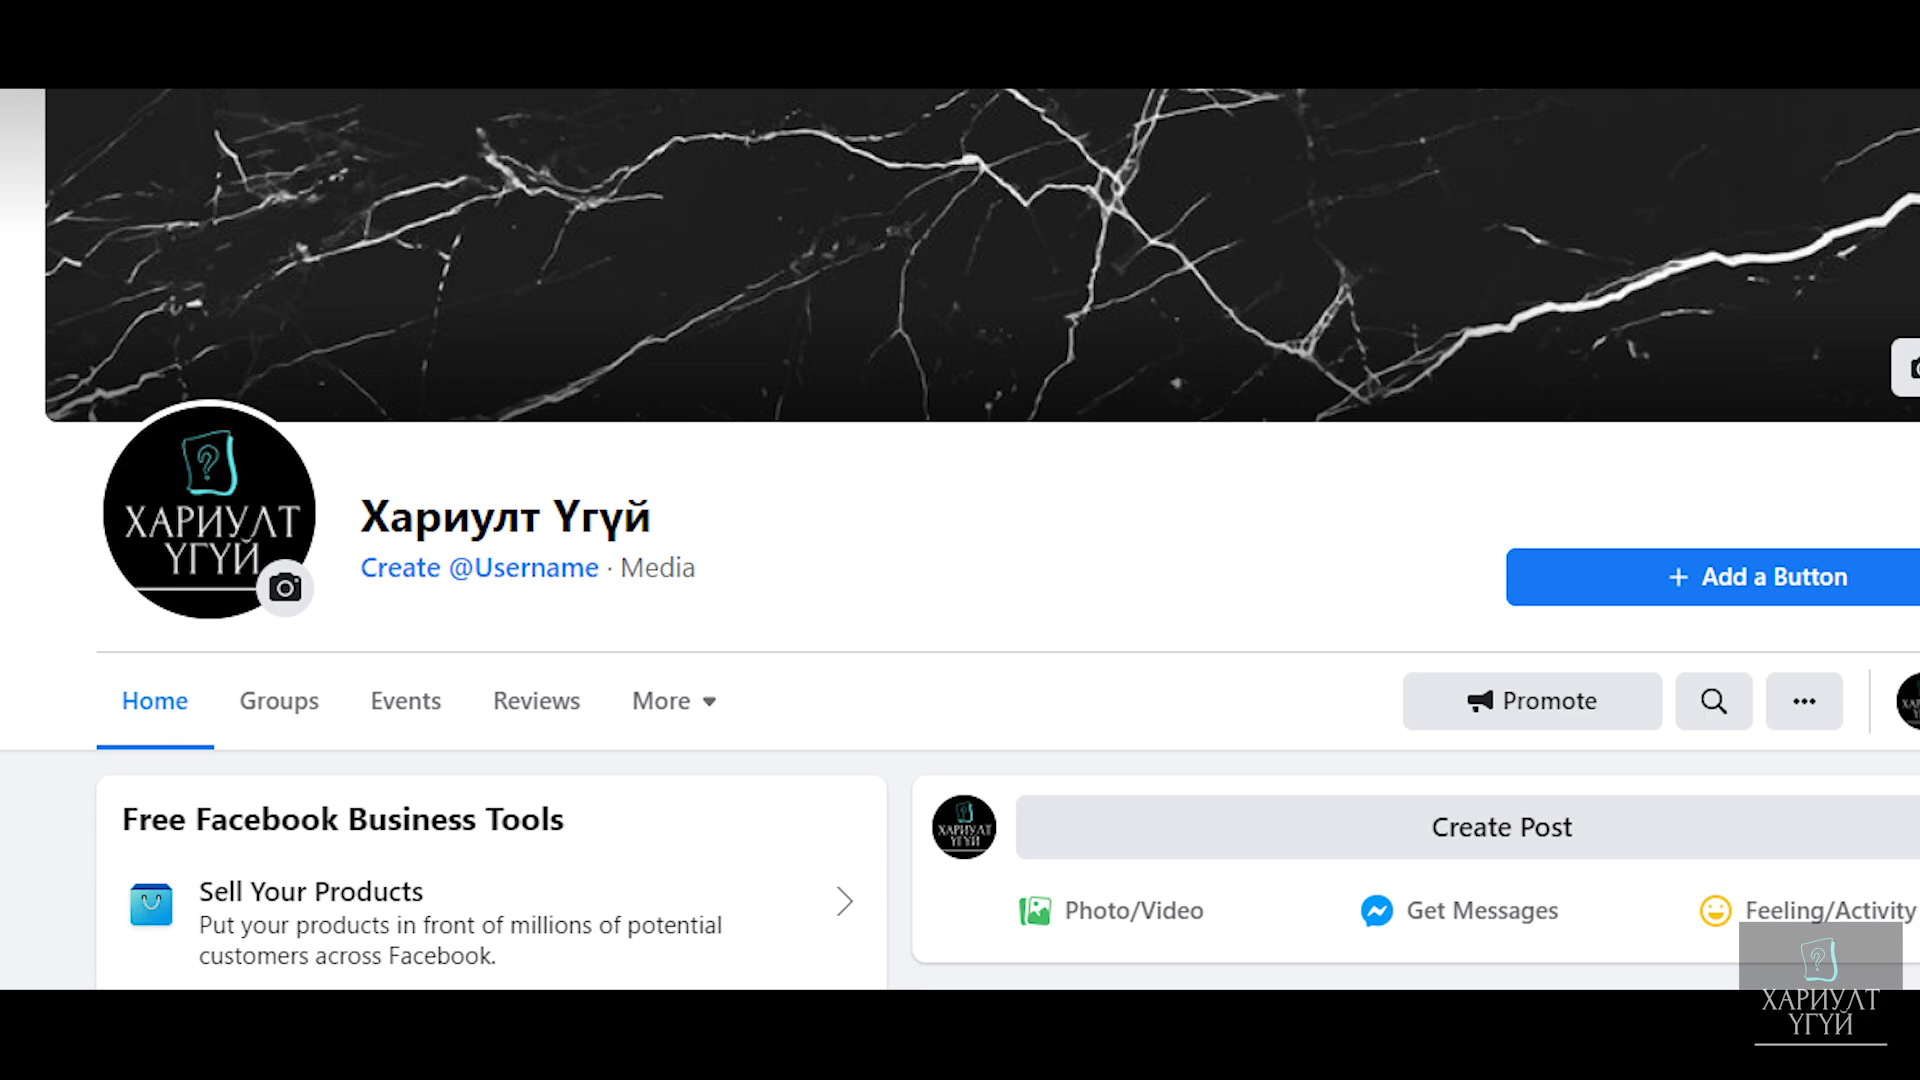 ХАРИУЛТ
ҮГҮЙ
Хариулт Үгүй
Create @Username · Media
+ Add a Button
Home Groups Events Reviews More
Promote
Free Facebook Business Tools
Sell Your Products
Put your products in front of millions of potential
customers across Facebook.
ХАРИУЛТ
ҮГҮЙ
Create Post
Photo/Video Get Messages Feeling/Activity
ХАРИУЛТ
ҮГҮЙ